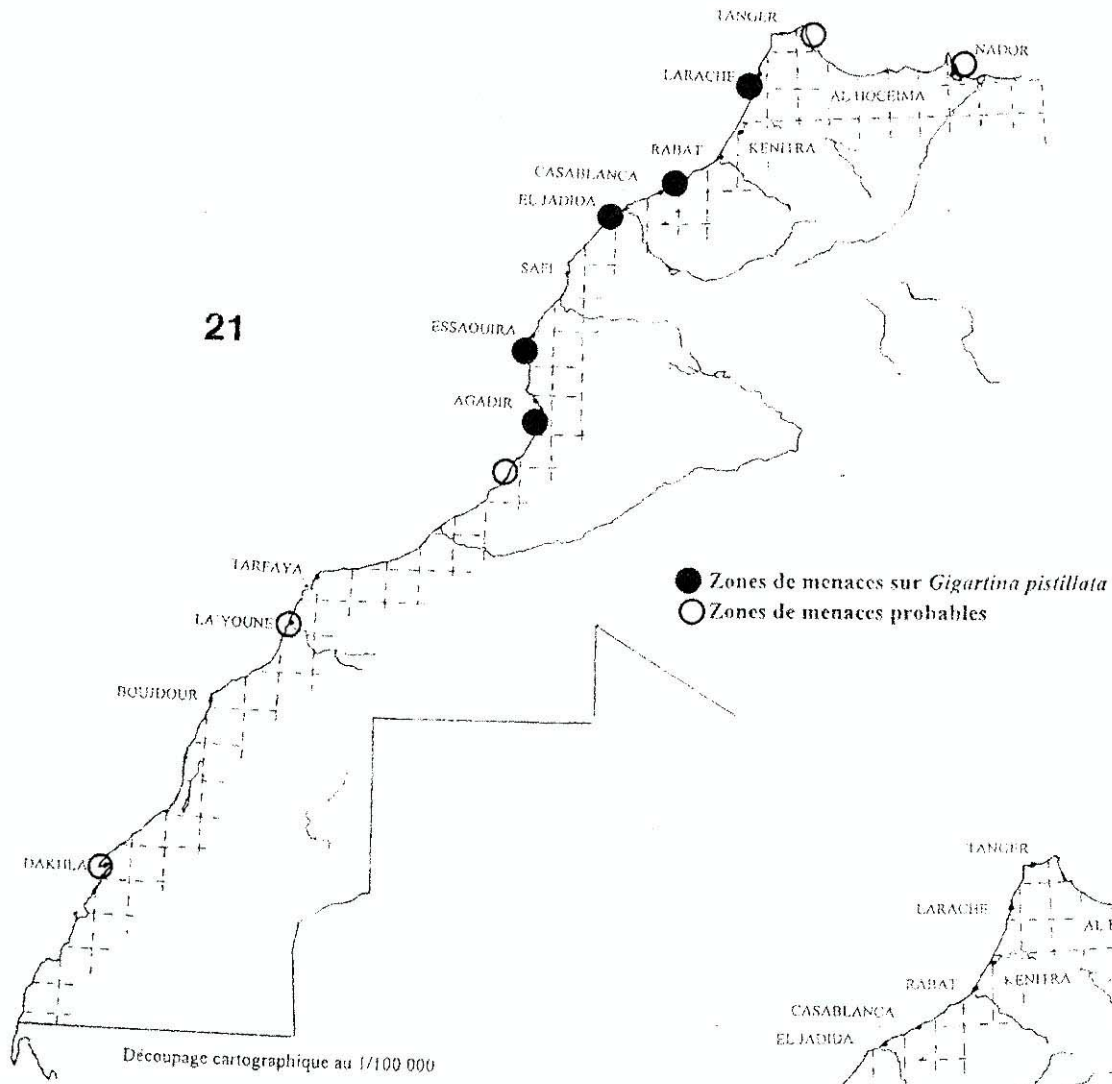 TANGER
NADOR
LARACHE
AL HOCEIMA
RABAT
KENITRA
CASABLANCA
EL JADIDA
SAFI
21
ESSAOUIRA
AGADIR
TARFAYA
Zones de menaces sur Gigartina pistillata
LA'YOUNE
Zones de menaces probables
BOUJDOUR
DAKHLA
TANGER
LARACHE
AL
RABAT
KENITRA
CASABLANCA
EL JADIDA
Découpage cartographique au 1/100 000